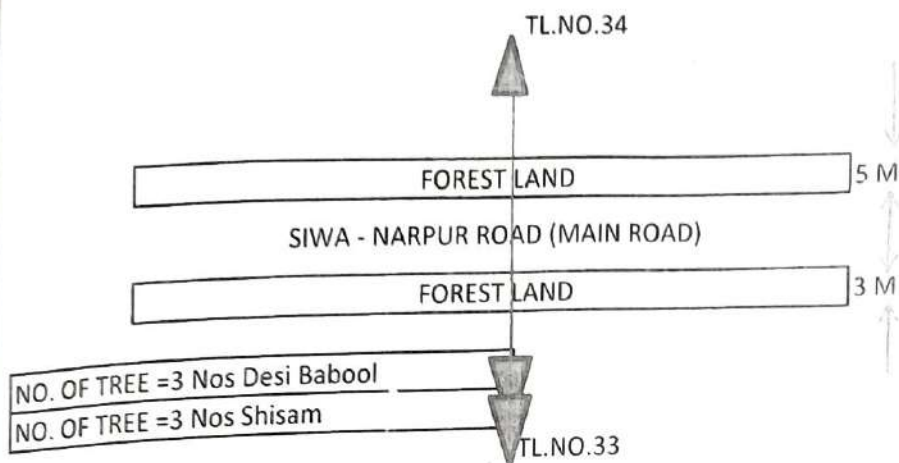 TL.NO.34
FOREST LAND
5 M
SIWA - NARPUR ROAD (MAIN ROAD)
FOREST LAND
3 M
NO. OF TREE =3 Nos Desi Babool
NO. OF TREE =3 Nos Shisam
TL.NO.33